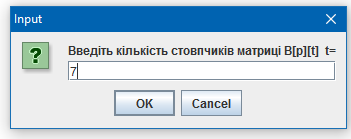 Input
Введіть кількість стовпчиків матриці B[p][t] t=
7
OK
Cancel